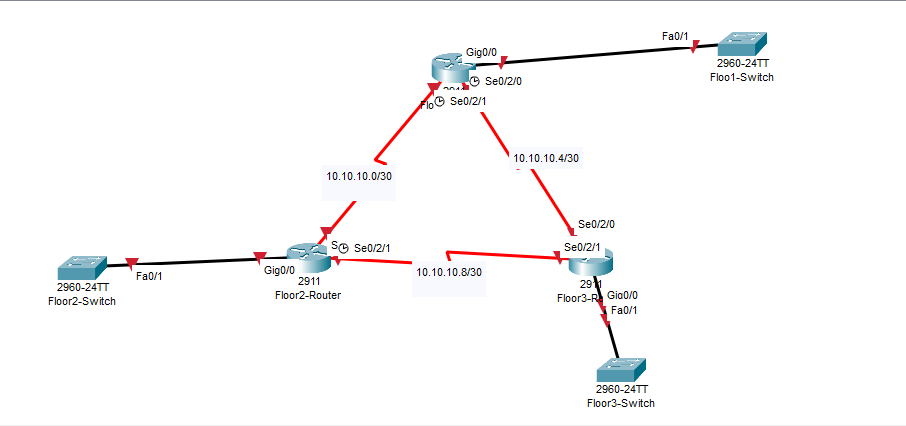 Gig0/0
Fa0/1
2960-24TT
Floo1-Switch
Se0/2/0
Flo
Se0/2/1
10.10.10.4/30
10.10.10.0/30
Se0/2/0
Se0/2/1
Se0/2/1
Gig0/0
Fa0/1
2960-24TT
Floor2-Switch
2911
Floor2-Router
10.10.10.8/30
2911
Floor3-R
Gig0/0
Fa0/1
2960-24TT
Floor3-Switch